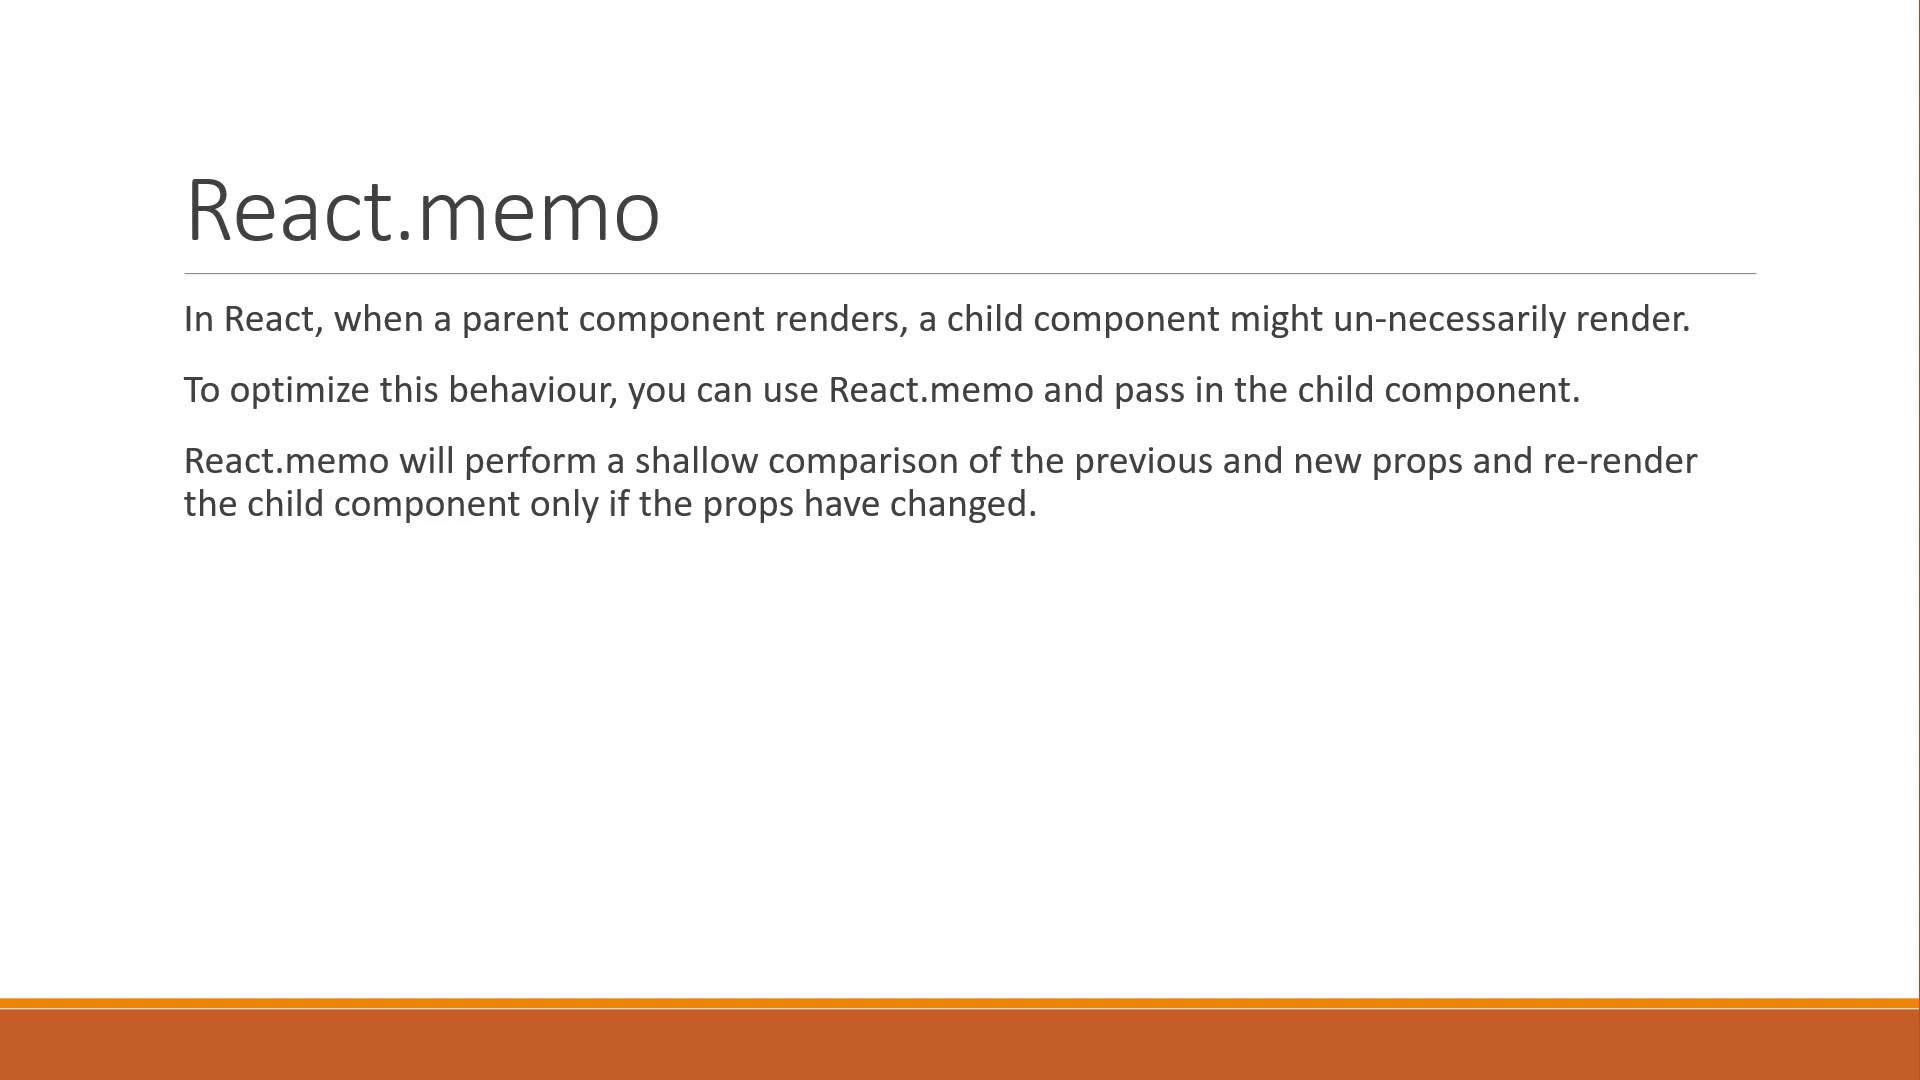 React.memo
In React, when a parent component renders, a child component might un-necessarily render.
To optimize this behaviour, you can use React.memo and pass in the child component.
React.memo will perform a shallow comparison of the previous and new props and re-render
the child component only if the props have changed.